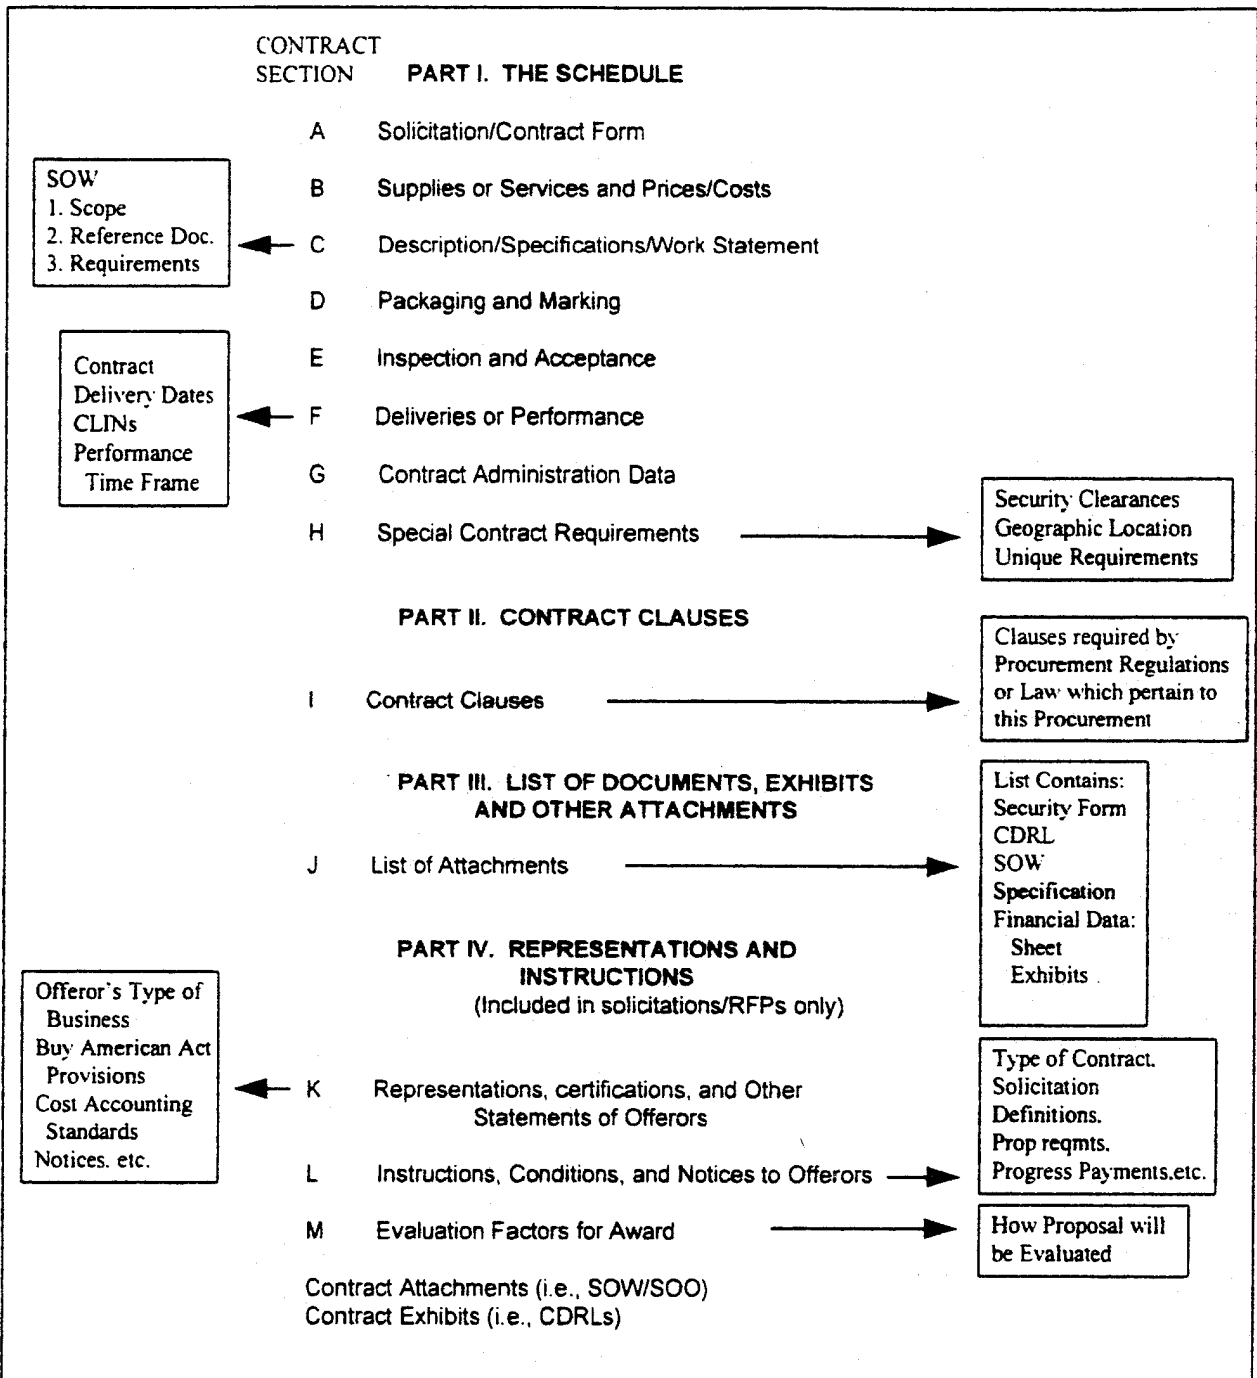 CONTRACT
SECTION PART I. THE SCHEDULE
A Solicitation/Contract Form
SOW
1. Scope
2. Reference Doc.
3. Requirements
B Supplies or Services and Prices/Costs
C Description/Specifications/Work Statement
D Packaging and Marking
Contract
Delivery Dates
CLINs
Performance
Time Frame
E Inspection and Acceptance
F Deliveries or Performance
G Contract Administration Data
H Special Contract Requirements
Security Clearances
Geographic Location
Unique Requirements
PART II. CONTRACT CLAUSES
I Contract Clauses
Clauses required by
Procurement Regulations
or Law which pertain to
this Procurement
PART III. LIST OF DOCUMENTS, EXHIBITS
AND OTHER ATTACHMENTS
J List of Attachments
List Contains:
Security Form
CDRL
SOW
Specification
Financial Data:
Sheet
Exhibits
PART IV. REPRESENTATIONS AND
INSTRUCTIONS
(Included in solicitations/RFPs only)
Offeror's Type of
Business
Buy American Act
Provisions
Cost Accounting
Standards
Notices. etc.
K Representations, certifications, and Other
Statements of Offerors
L Instructions, Conditions, and Notices to Offerors
Type of Contract.
Solicitation
Definitions.
Prop reqmts.
Progress Payments.etc.
M Evaluation Factors for Award
How Proposal will
be Evaluated
Contract Attachments (i.e., SOW/SOO)
Contract Exhibits (i.e., CDRLs)